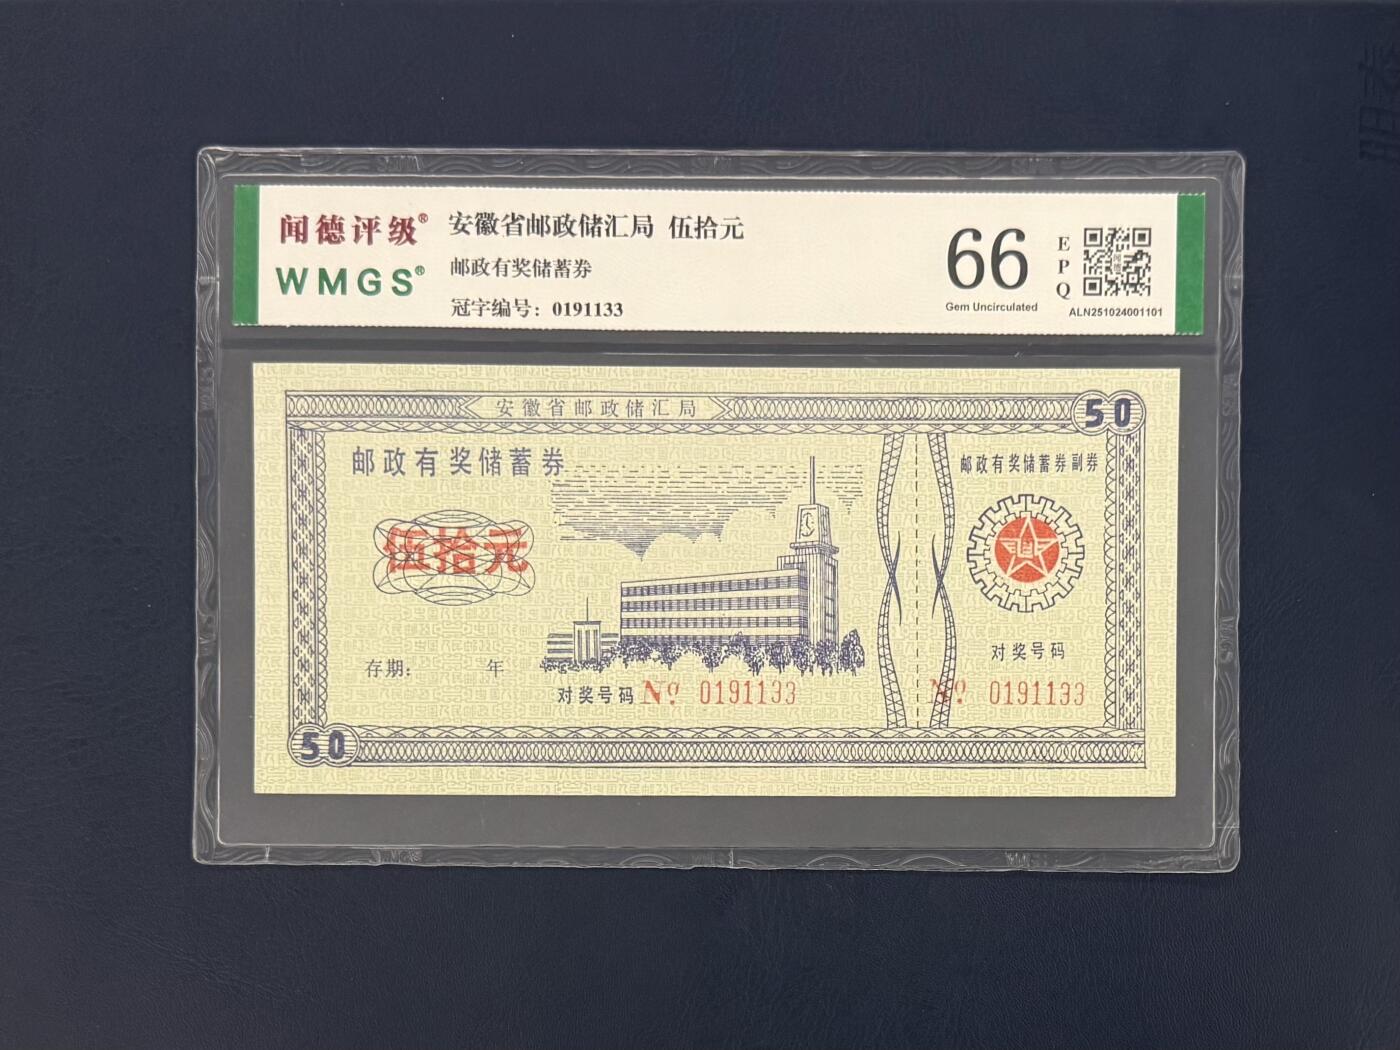 闻德评级®
WMGS®
安徽省邮政储汇局 伍拾元
邮政有奖储蓄券
冠字编号：0191133
66
Gem Uncirculated
EPQ
ALN251024001101
安徽省邮政储汇局
50
邮政有奖储蓄券
邮政有奖储蓄券副券
伍拾元
存期： 年
对奖号码 № 0191133
对奖号码
№ 0191133
50